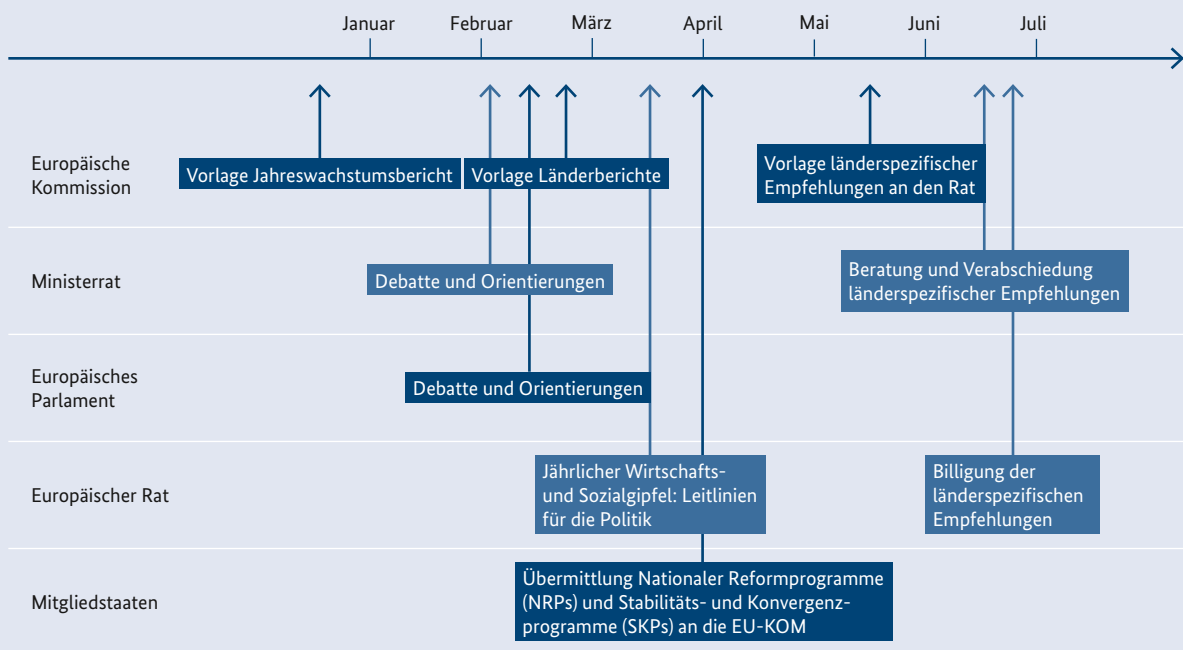 Januar
Februar
März
April
Mai
Juni
Juli
Europäische
Kommission
Vorlage Jahreswachstumsbericht
Vorlage Länderberichte
Vorlage länderspezifischer
Empfehlungen an den Rat
Ministerrat
Debatte und Orientierungen
Beratung und Verabschiedung
länderspezifischer Empfehlungen
Europäisches
Parlament
Debatte und Orientierungen
Europäischer Rat
Jährlicher Wirtschafts-
und Sozialgipfel: Leitlinien
für die Politik
Billigung der
länderspezifischen
Empfehlungen
Mitgliedstaaten
Übermittlung Nationaler Reformprogramme
(NRPs) und Stabilitäts- und Konvergenz-
programme (SKPs) an die EU-KOM